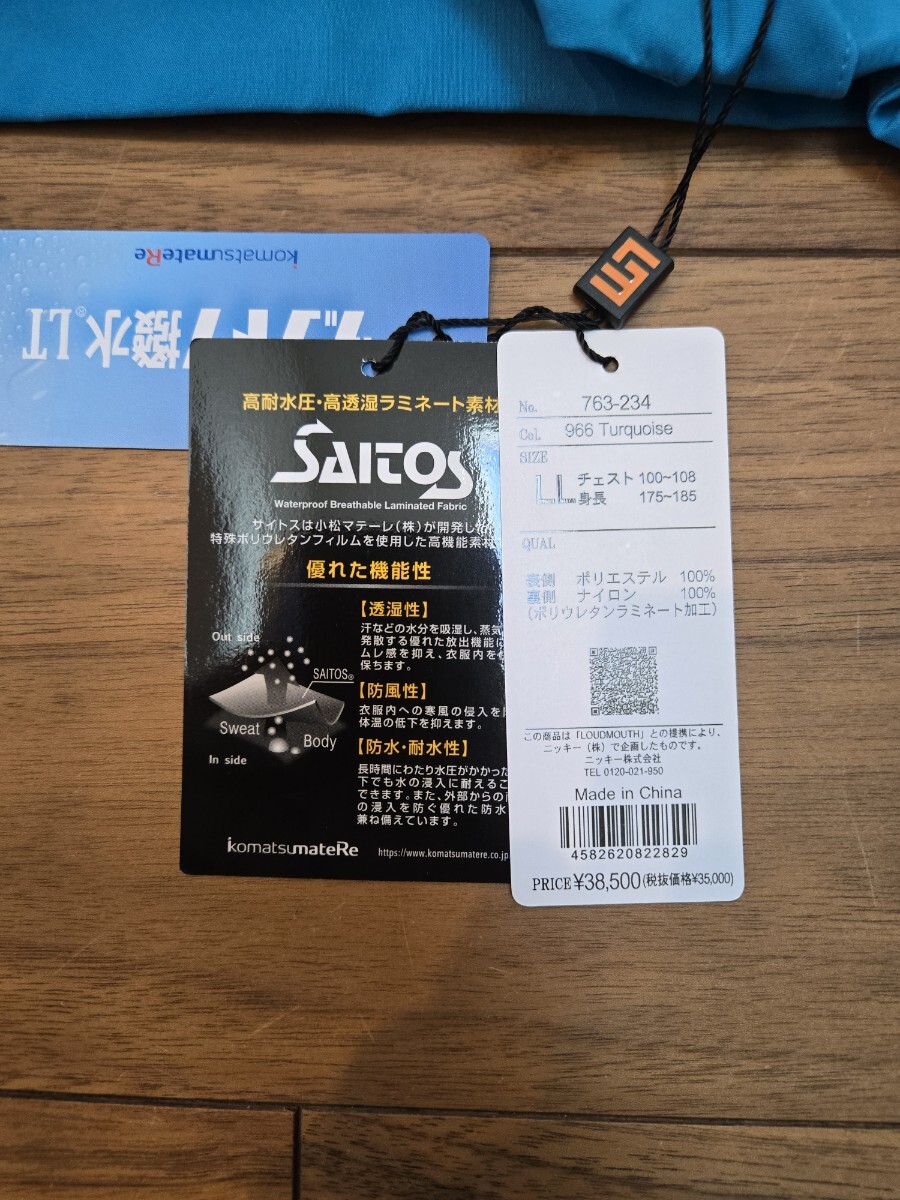 komatsumateRe
撥水LT®
高耐水圧・高透湿ラミネート素材
SAITOS
Waterproof Breathable Laminated Fabric
サイトスは小松マテーレ(株)が開発した
特殊ポリウレタンフィルムを使用した高機能素材
優れた機能性
【透湿性】
汗などの水分を吸湿し、蒸気
発散する優れた放出機能に
ムレ感を抑え、衣服内を
保ちます。
【防風性】
衣服内への寒風の侵入を
体温の低下を抑えます。
【防水・耐水性】
長時間にわたり水圧がかかった
下でも水の浸入に耐えるこ
できます。また、外部からの
の浸入を防ぐ優れた防水
兼ね備えています。
Out side
SAITOS®
Sweat
Body
In side
komatsumateRe
https://www.komatsumatere.co.jp
No. 763-234
Col. 966 Turquoise
SIZE
LL チェスト 100~108
身長 175~185
QUAL
表側 ポリエステル 100%
裏側 ナイロン 100%
(ポリウレタンラミネート加工)
この商品は「LOUDMOUTH」との提携により、
ニッキー(株)で企画したものです。
ニッキー株式会社
TEL 0120-021-950
Made in China
4582620822829
PRICE ¥38,500(税抜価格¥35,000)